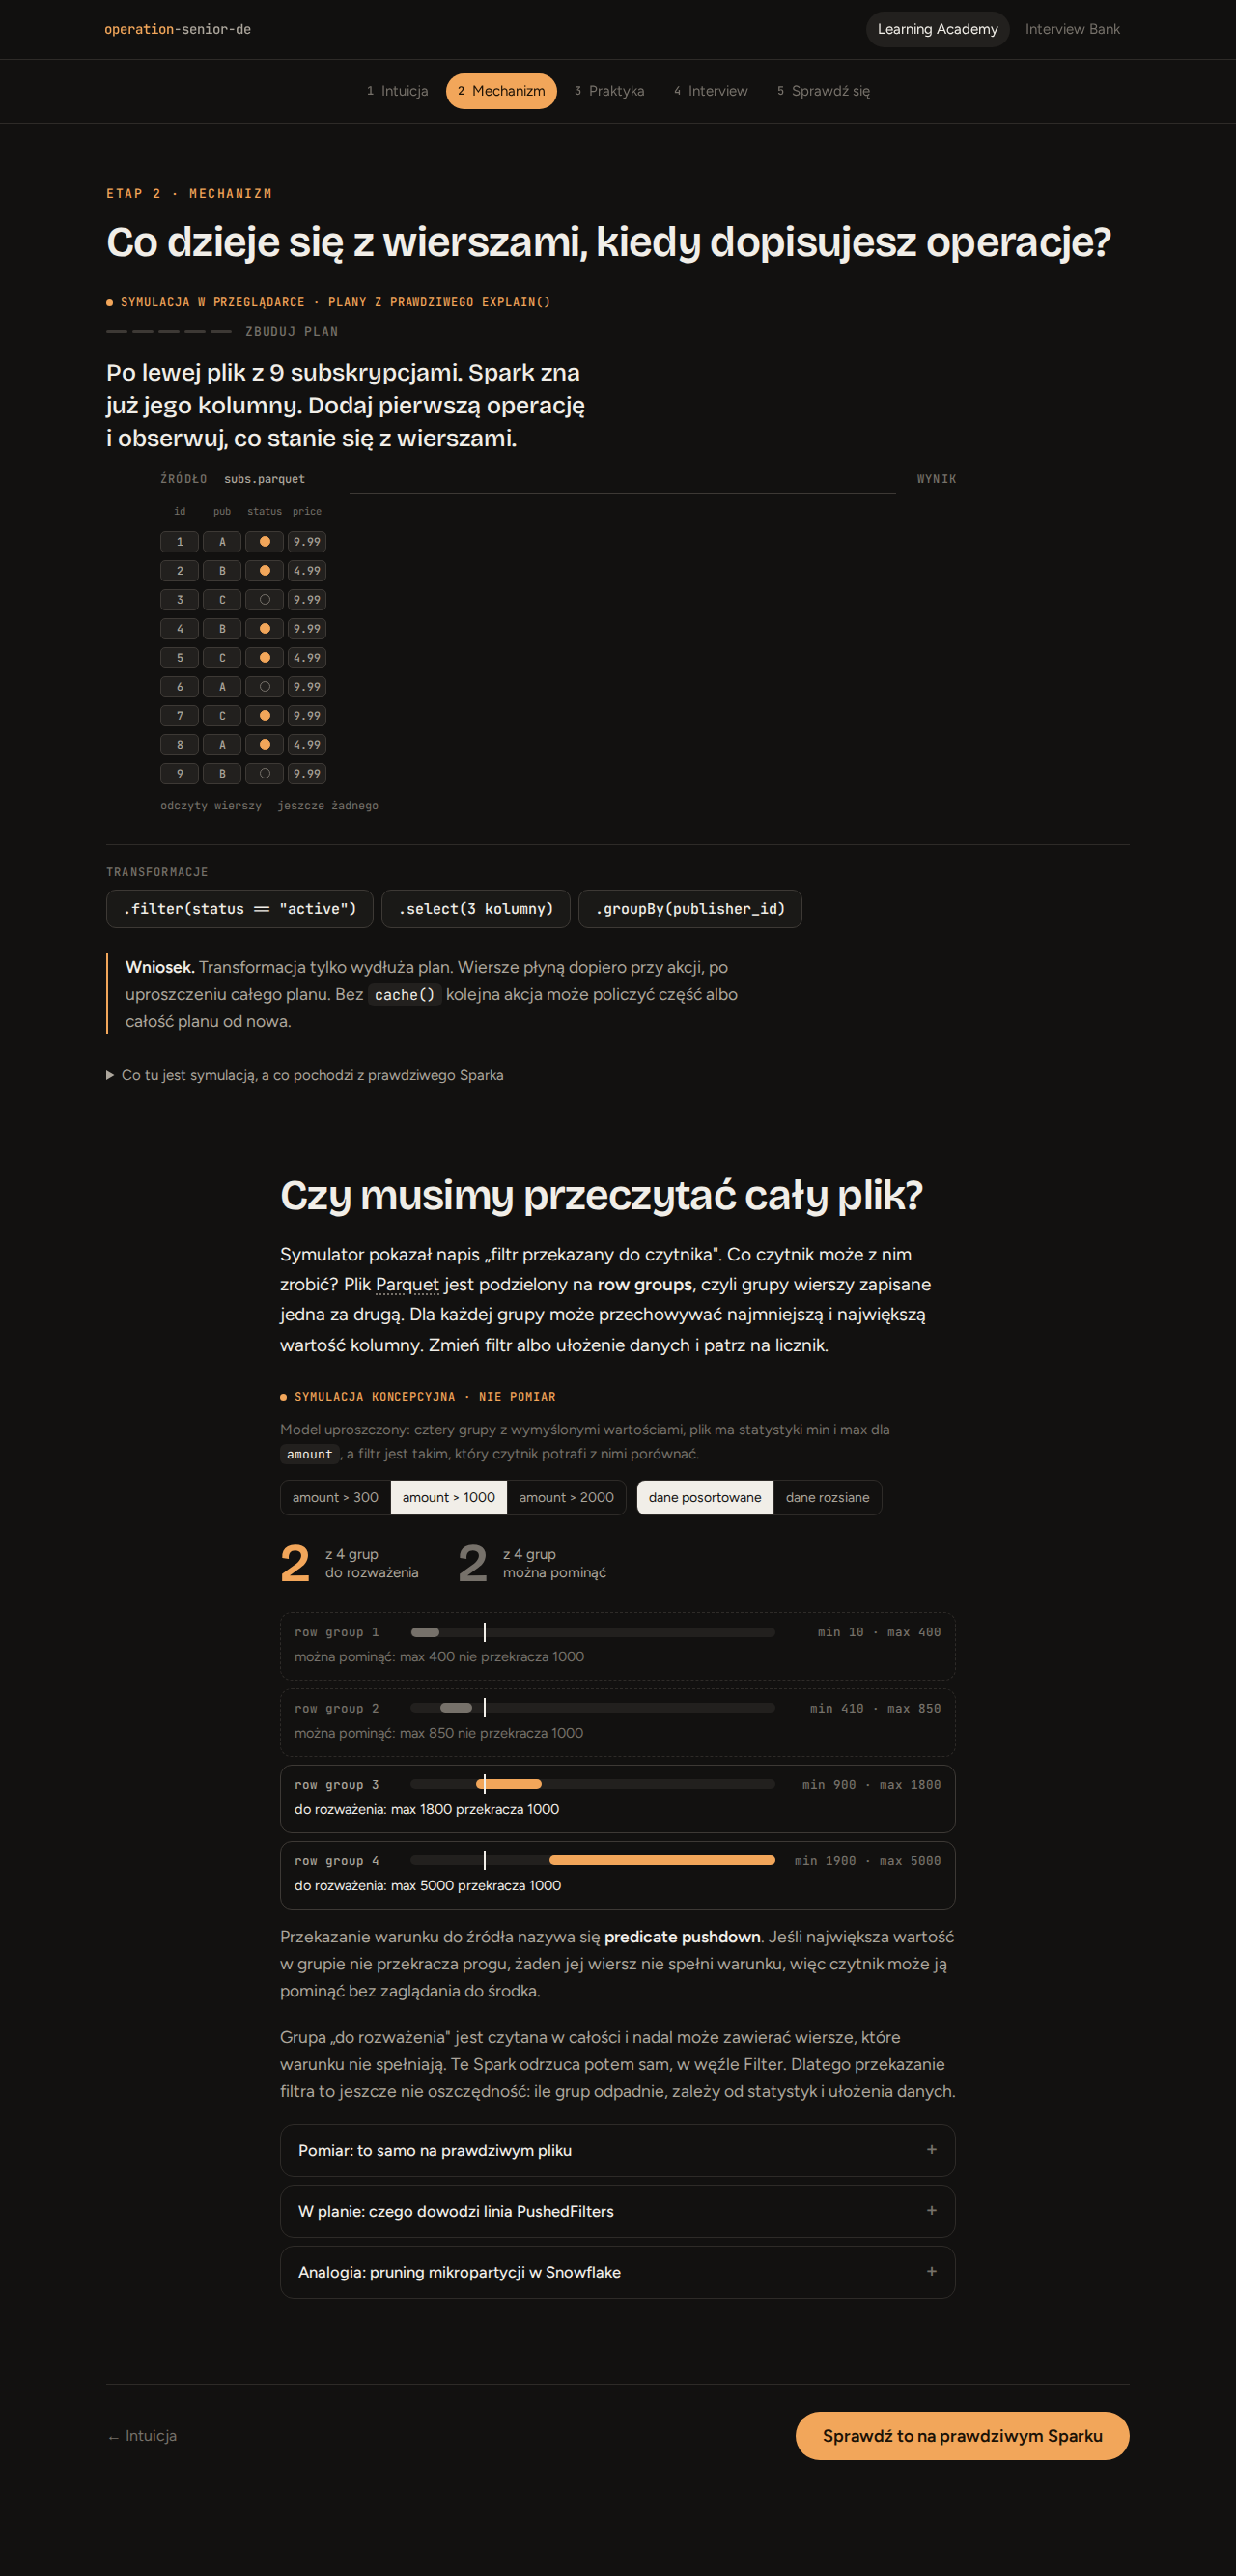 operation-senior-de
Learning Academy
Interview Bank
1 Intuicja
2 Mechanizm
3 Praktyka
4 Interview
5 Sprawdź się
ETAP 2 · MECHANIZM
Co dzieje się z wierszami, kiedy dopisujesz operacje?
SYMULACJA W PRZEGLĄDARCE · PLANY Z PRAWDZIWEGO EXPLAIN()
ZBUDUJ PLAN
Po lewej plik z 9 subskrypcjami. Spark zna
już jego kolumny. Dodaj pierwszą operację
i obserwuj, co stanie się z wierszami.
ŹRÓDŁO subs.parquet
WYNIK
id pub status price
1 A 9.99
2 B 4.99
3 C 9.99
4 B 9.99
5 C 4.99
6 A 9.99
7 C 9.99
8 A 4.99
9 B 9.99
odczyty wierszy jeszcze żadnego
TRANSFORMACJE
.filter(status == "active")
.select(3 kolumny)
.groupBy(publisher_id)
Wniosek. Transformacja tylko wydłuża plan. Wiersze płyną dopiero przy akcji, po
uproszczeniu całego planu. Bez cache() kolejna akcja może policzyć część albo
całość planu od nowa.
▶ Co tu jest symulacją, a co pochodzi z prawdziwego Sparka
Czy musimy przeczytać cały plik?
Symulator pokazał napis „filtr przekazany do czytnika". Co czytnik może z nim
zrobić? Plik Parquet jest podzielony na row groups, czyli grupy wierszy zapisane
jedna za drugą. Dla każdej grupy może przechowywać najmniejszą i największą
wartość kolumny. Zmień filtr albo ułożenie danych i patrz na licznik.
SYMULACJA KONCEPCYJNA · NIE POMIAR
Model uproszczony: cztery grupy z wymyślonymi wartościami, plik ma statystyki min i max dla
amount, a filtr jest takim, który czytnik potrafi z nimi porównać.
amount > 300
amount > 1000
amount > 2000
dane posortowane
dane rozsiane
2 z 4 grup
do rozważenia
2 z 4 grup
można pominąć
row group 1
min 10 · max 400
można pominąć: max 400 nie przekracza 1000
row group 2
min 410 · max 850
można pominąć: max 850 nie przekracza 1000
row group 3
min 900 · max 1800
do rozważenia: max 1800 przekracza 1000
row group 4
min 1900 · max 5000
do rozważenia: max 5000 przekracza 1000
Przekazanie warunku do źródła nazywa się predicate pushdown. Jeśli największa wartość
w grupie nie przekracza progu, żaden jej wiersz nie spełni warunku, więc czytnik może ją
pominąć bez zaglądania do środka.
Grupa „do rozważenia" jest czytana w całości i nadal może zawierać wiersze, które
warunku nie spełniają. Te Spark odrzuca potem sam, w węźle Filter. Dlatego przekazanie
filtra to jeszcze nie oszczędność: ile grup odpadnie, zależy od statystyk i ułożenia danych.
Pomiar: to samo na prawdziwym pliku +
W planie: czego dowodzi linia PushedFilters +
Analogia: pruning mikropartycji w Snowflake +
← Intuicja
Sprawdź to na prawdziwym Sparku